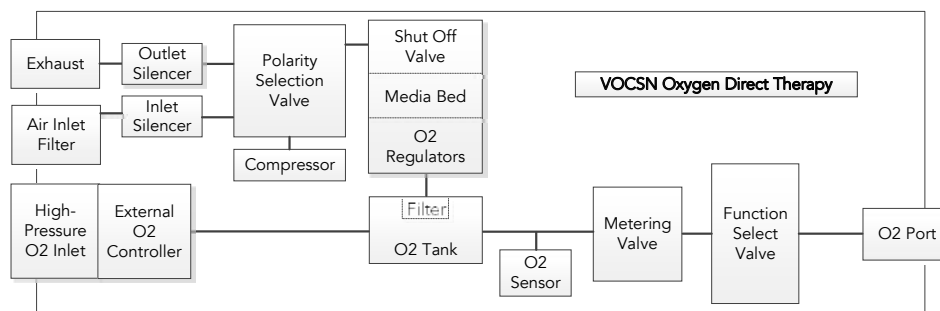 Exhaust
Outlet
Silencer
Polarity
Selection
Valve
Shut Off
Valve
VOCSN Oxygen Direct Therapy
Media Bed
Air Inlet
Filter
Inlet
Silencer
Compressor
O2
Regulators
High-
Pressure
O2 Inlet
External
O2
Controller
Filter
O2 Tank
O2
Sensor
Metering
Valve
Function
Select
Valve
O2 Port